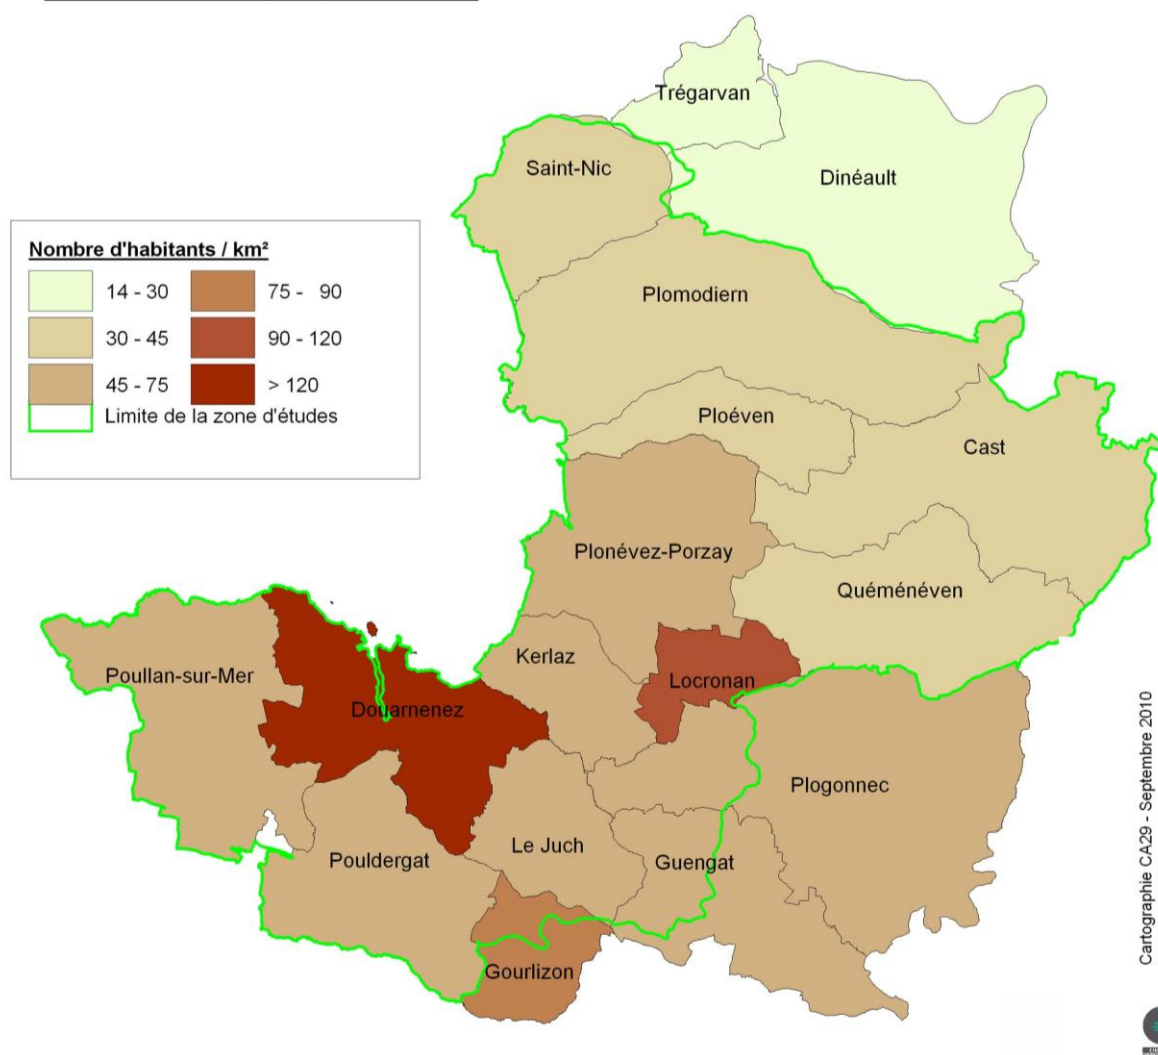 Trégarvan
Saint-Nic
Dinéault
Nombre d'habitants / km²
14 - 30
75 - 90
30 - 45
90 - 120
45 - 75
> 120
Limite de la zone d'études
Plomodiern
Ploéven
Cast
Plonévez-Porzay
Quéménéven
Kerlaz
Poullan-sur-Mer
Locronan
Douarnenez
Plogonnec
Le Juch
Pouldergat
Guengat
Gourlizon
Cartographie CA29 - Septembre 2010